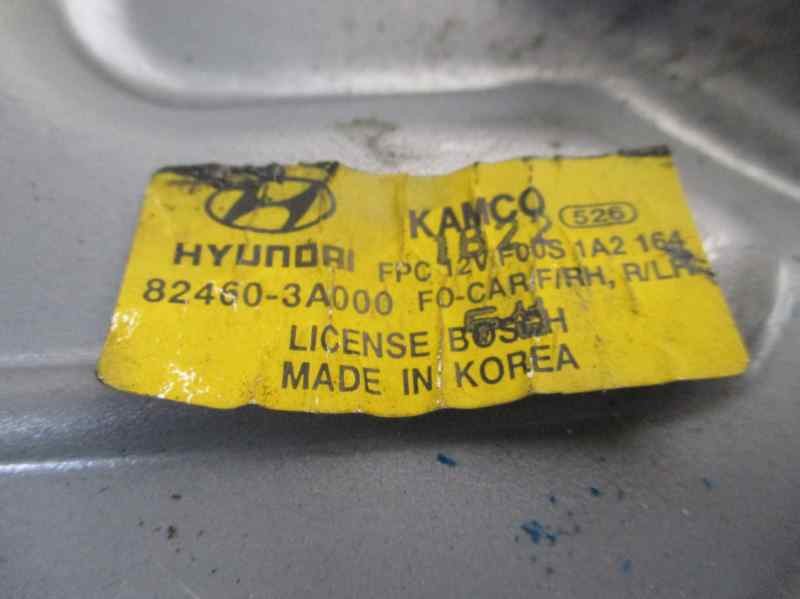 KAMCO 526
1822
HYUNDAI FPC 12V F00S 1A2 164
82460-3A000 FO-CAR F/RH, R/LH
LICENSE BOSCH
MADE IN KOREA